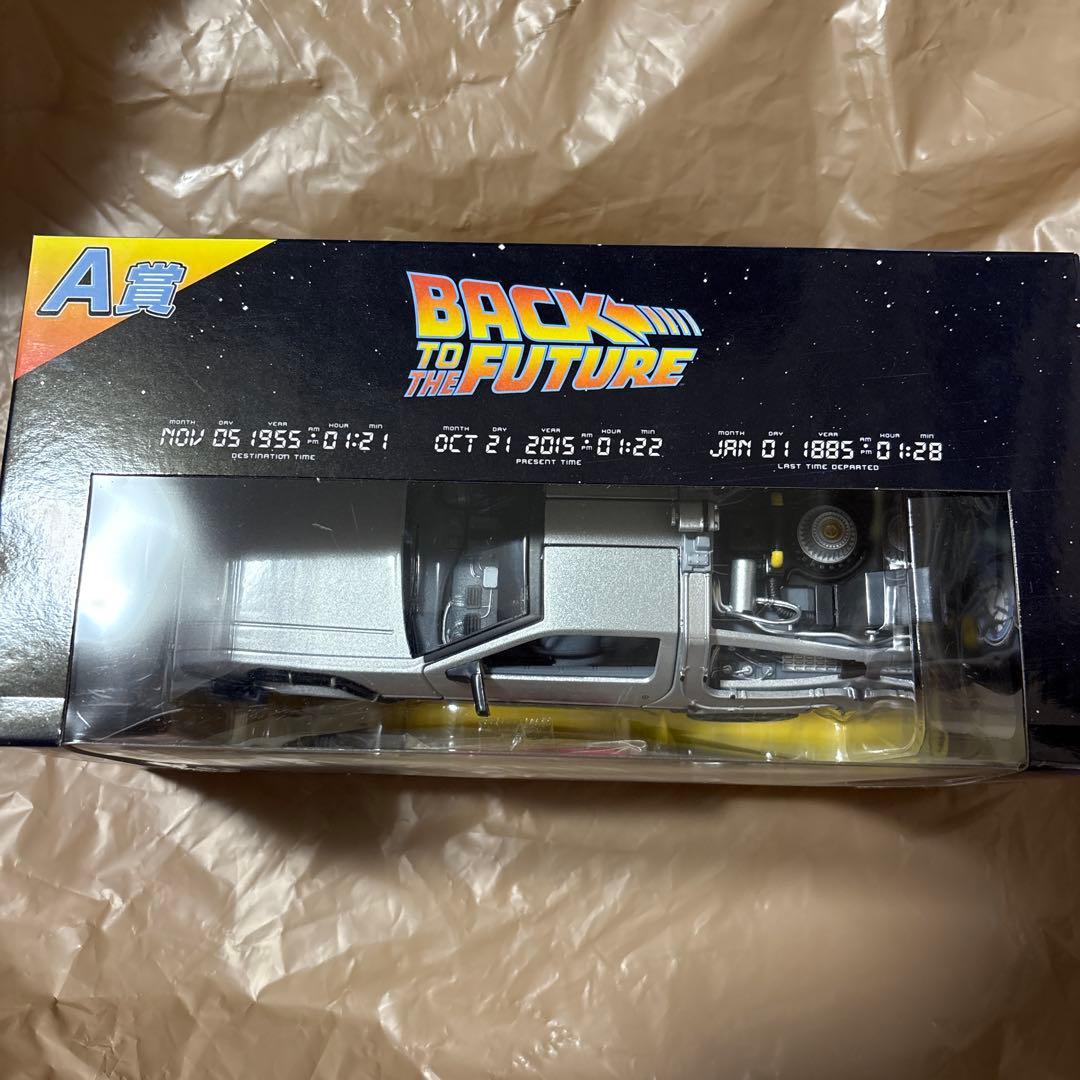 A賞
BACK
TO THE FUTURE
MONTH DAY YEAR AM PM HOUR MIN
NOV 05 1955 01:21
DESTINATION TIME
MONTH DAY YEAR AM PM HOUR MIN
OCT 21 2015 01:22
PRESENT TIME
MONTH DAY YEAR AM PM HOUR MIN
JAN 01 1885 01:28
LAST TIME DEPARTED